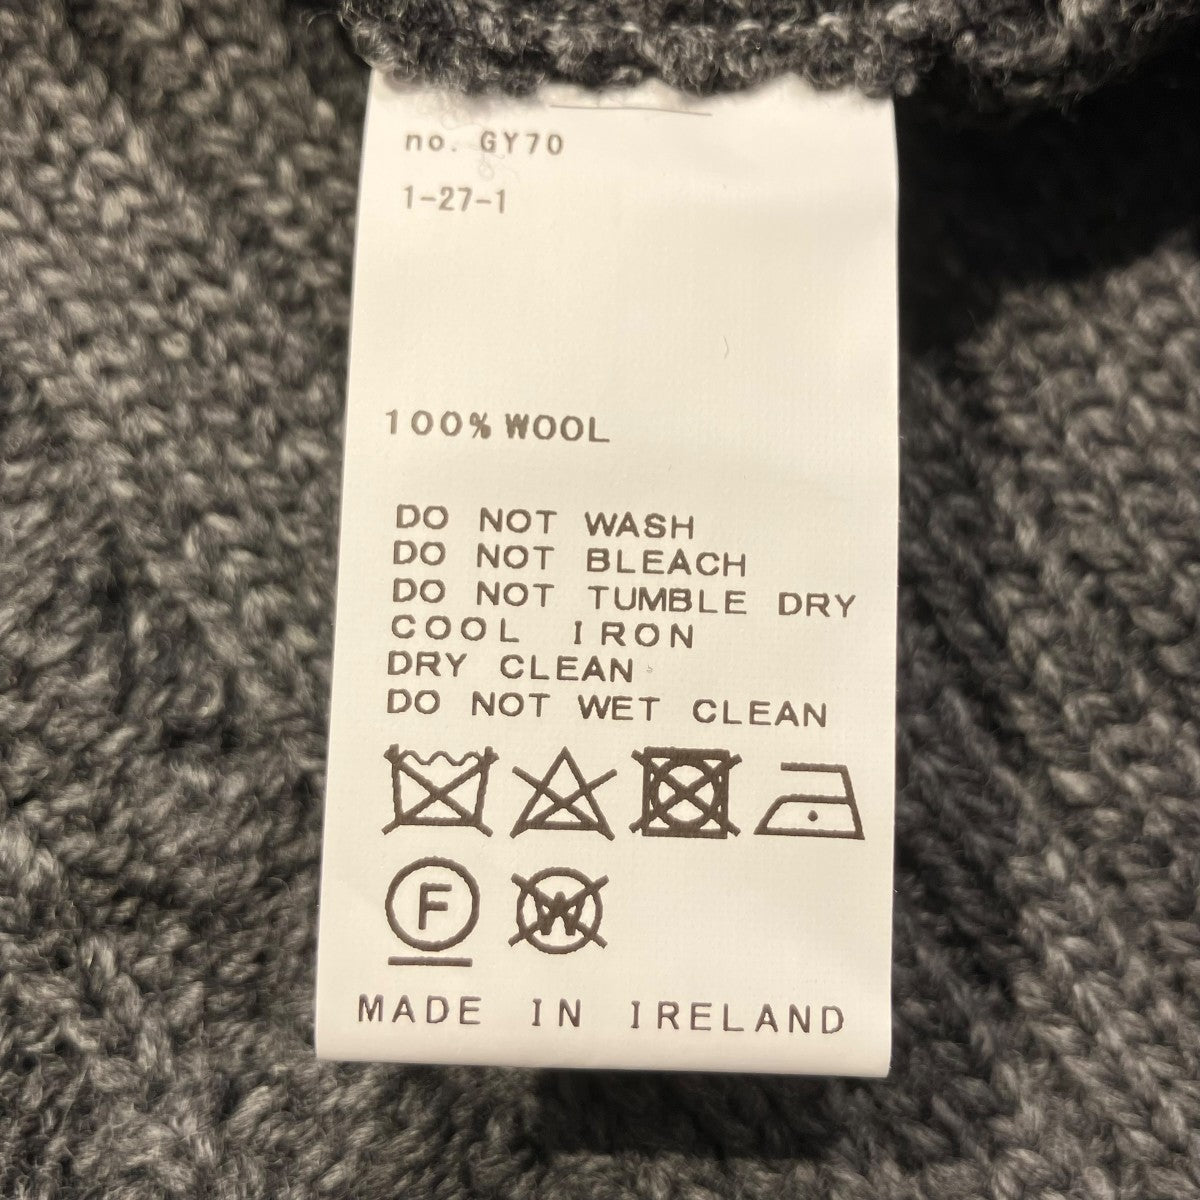 no. GY70
1-27-1
100% WOOL
DO NOT WASH
DO NOT BLEACH
DO NOT TUMBLE DRY
COOL IRON
DRY CLEAN
DO NOT WET CLEAN
F
W
MADE IN IRELAND